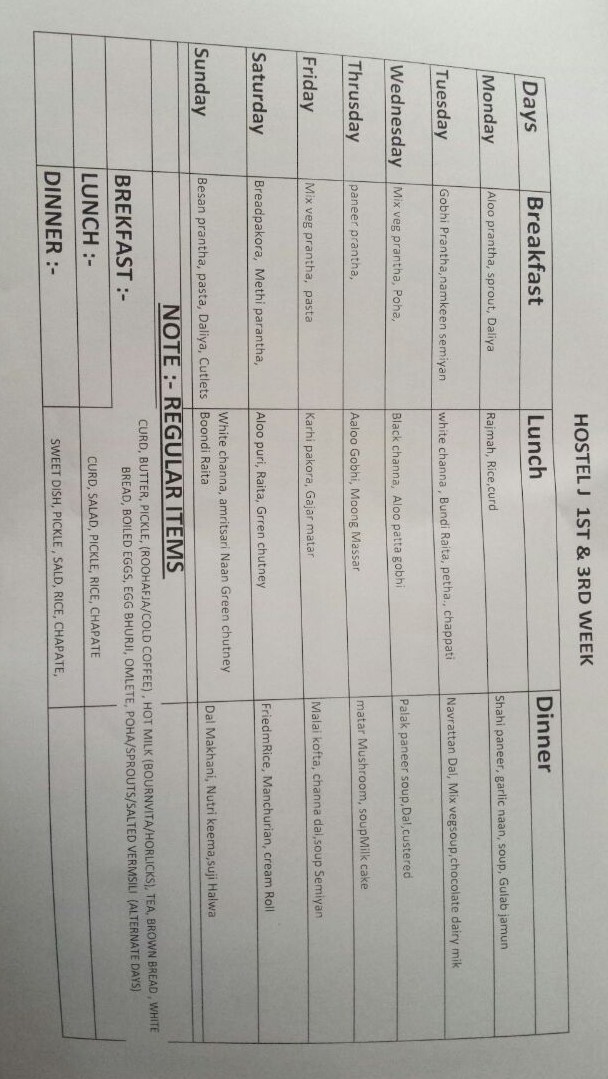 HOSTEL J 1ST & 3RD WEEK
Days Breakfast Lunch Dinner
Monday Aloo prantha, sprout, Daliya Rajmah, Rice,curd Shahi paneer, garlic naan, soup, Gulab jamun
Tuesday Gobhi Prantha,namkeen semiyan white channa , Bundi Raita, petha., chappati Navrattan Dal, Mix vegsoup,chocolate dairy mik
Wednesday Mix veg prantha, Poha, Black channa, Aloo patta gobhi Palak paneer soup,Dal,custered
Thrusday paneer prantha, Aaloo Gobhi, Moong Massar matar Mushroom, soupMilk cake
Friday Mix veg prantha, pasta Karhi pakora, Gajar matar Malai kofta, channa dal,soup Semiyan
Saturday Breadpakora, Methi parantha, Aloo puri, Raita, Grren chutney FriedmRice, Manchurian, cream Roll
Sunday Besan prantha, pasta, Daliya, Cutlets White channa, amritsari Naan Green chutney
Boondi Raita Dal Makhani, Nutri keema,suji Halwa
NOTE :- REGULAR ITEMS
BREKFAST :- CURD, BUTTER, PICKLE, (ROOHAFJA/COLD COFFEE) , HOT MILK (BOURNVITA/HORLICKS), TEA, BROWN BREAD , WHITE
BREAD, BOILED EGGS, EGG BHURJI, OMLETE, POHA/SPROUTS/SALTED VERMSILI (ALTERNATE DAYS)
LUNCH :- CURD, SALAD, PICKLE, RICE, CHAPATE
DINNER :- SWEET DISH, PICKLE , SALD, RICE, CHAPATE,